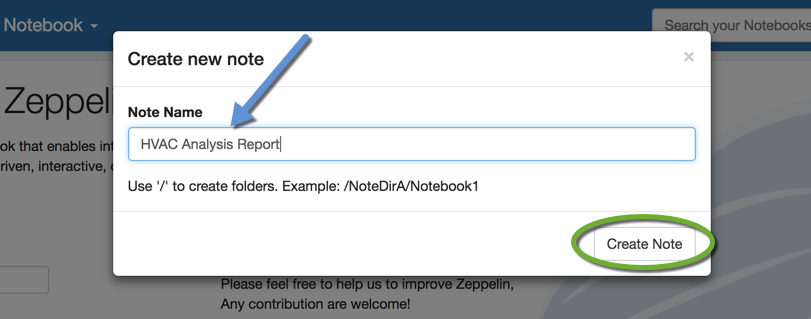 Notebook
Search your Notebooks
Create new note
×
Zeppeli
Note Name
ok that enables in
HVAC Analysis Report
riven, interactive,
Use '/' to create folders. Example: /NoteDirA/Notebook1
Create Note
Please feel free to help us to improve Zeppelin,
Any contribution are welcome!